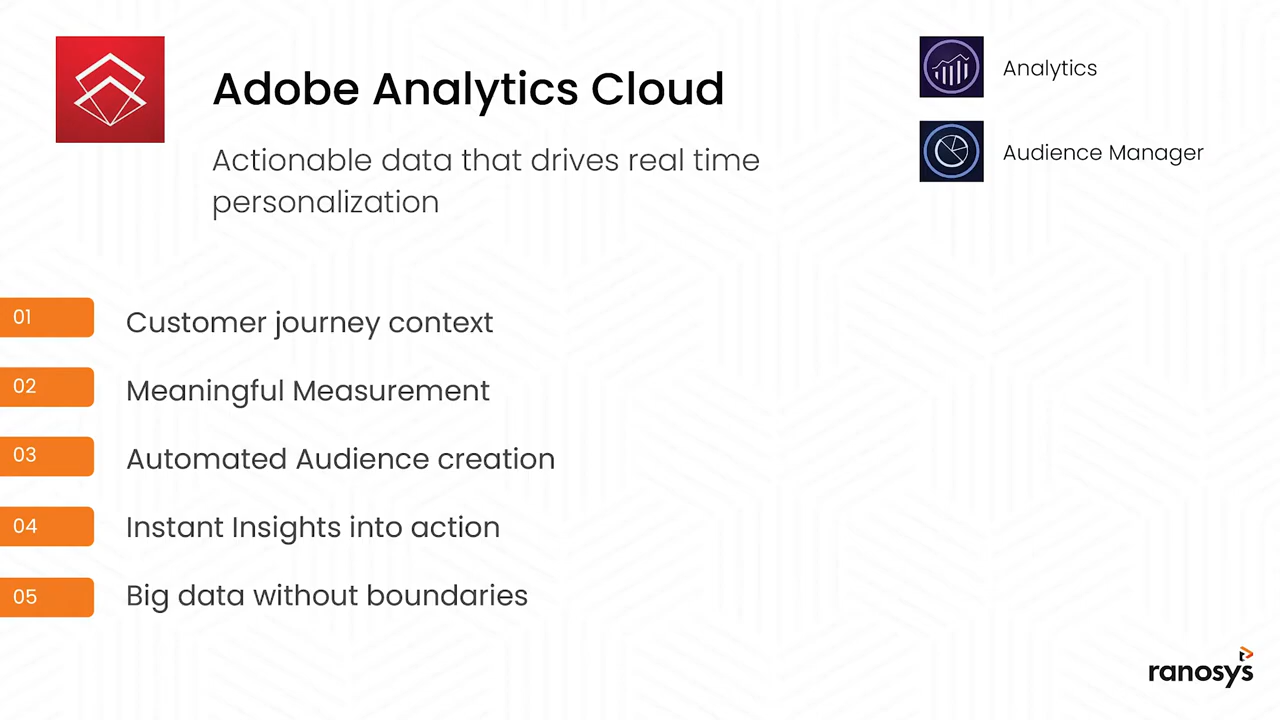 Adobe Analytics Cloud
Actionable data that drives real time
personalization
Analytics
Audience Manager
01 Customer journey context
02 Meaningful Measurement
03 Automated Audience creation
04 Instant Insights into action
05 Big data without boundaries
ranosys